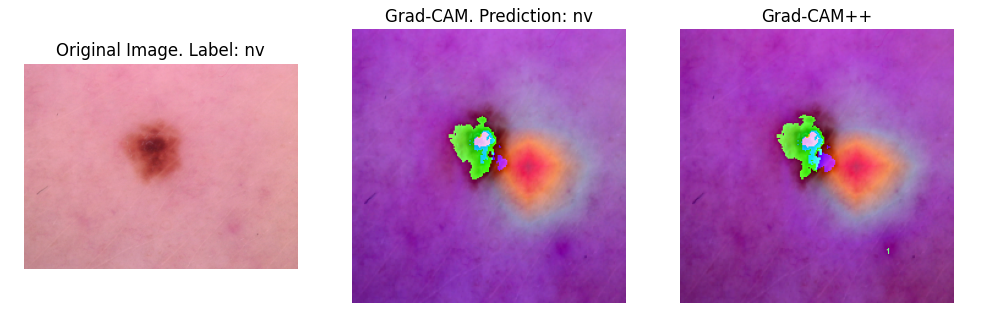 Original Image. Label: nv
Grad-CAM. Prediction: nv
Grad-CAM++